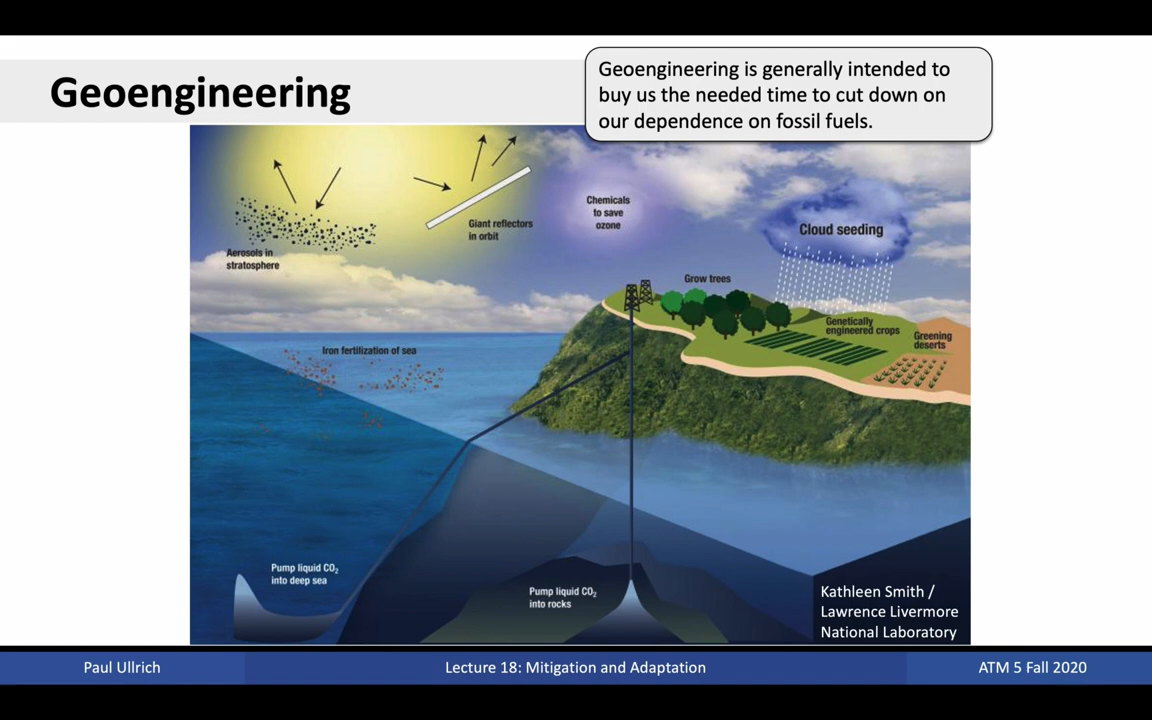 Geoengineering
Geoengineering is generally intended to
buy us the needed time to cut down on
our dependence on fossil fuels.
Aerosols in
stratosphere
Giant reflectors
in orbit
Chemicals
to save
ozone
Cloud seeding
Grow trees
Genetically
engineered crops
Greening
deserts
Iron fertilization of sea
Pump liquid CO₂
into deep sea
Pump liquid CO₂
into rocks
Kathleen Smith /
Lawrence Livermore
National Laboratory
Paul Ullrich
Lecture 18: Mitigation and Adaptation
ATM 5 Fall 2020